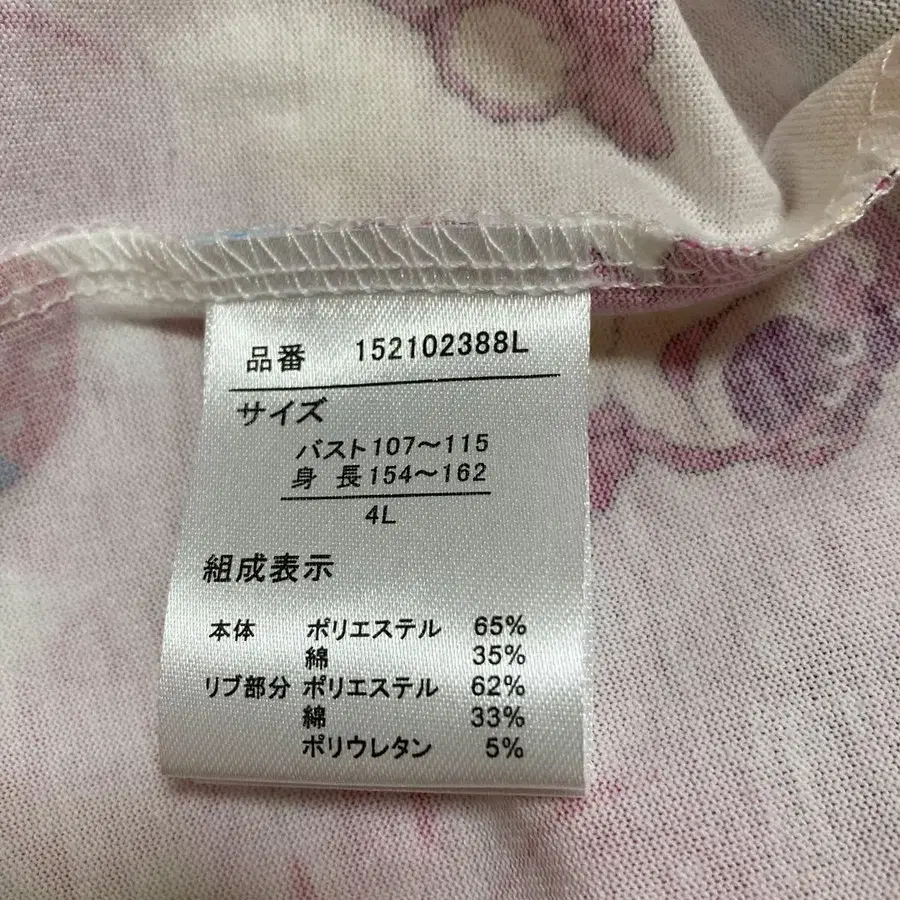 品番 152102388L
サイズ
バスト107～115
身 長154～162
4L
組成表示
本体 ポリエステル 65%
綿 35%
リブ部分 ポリエステル 62%
綿 33%
ポリウレタン 5%